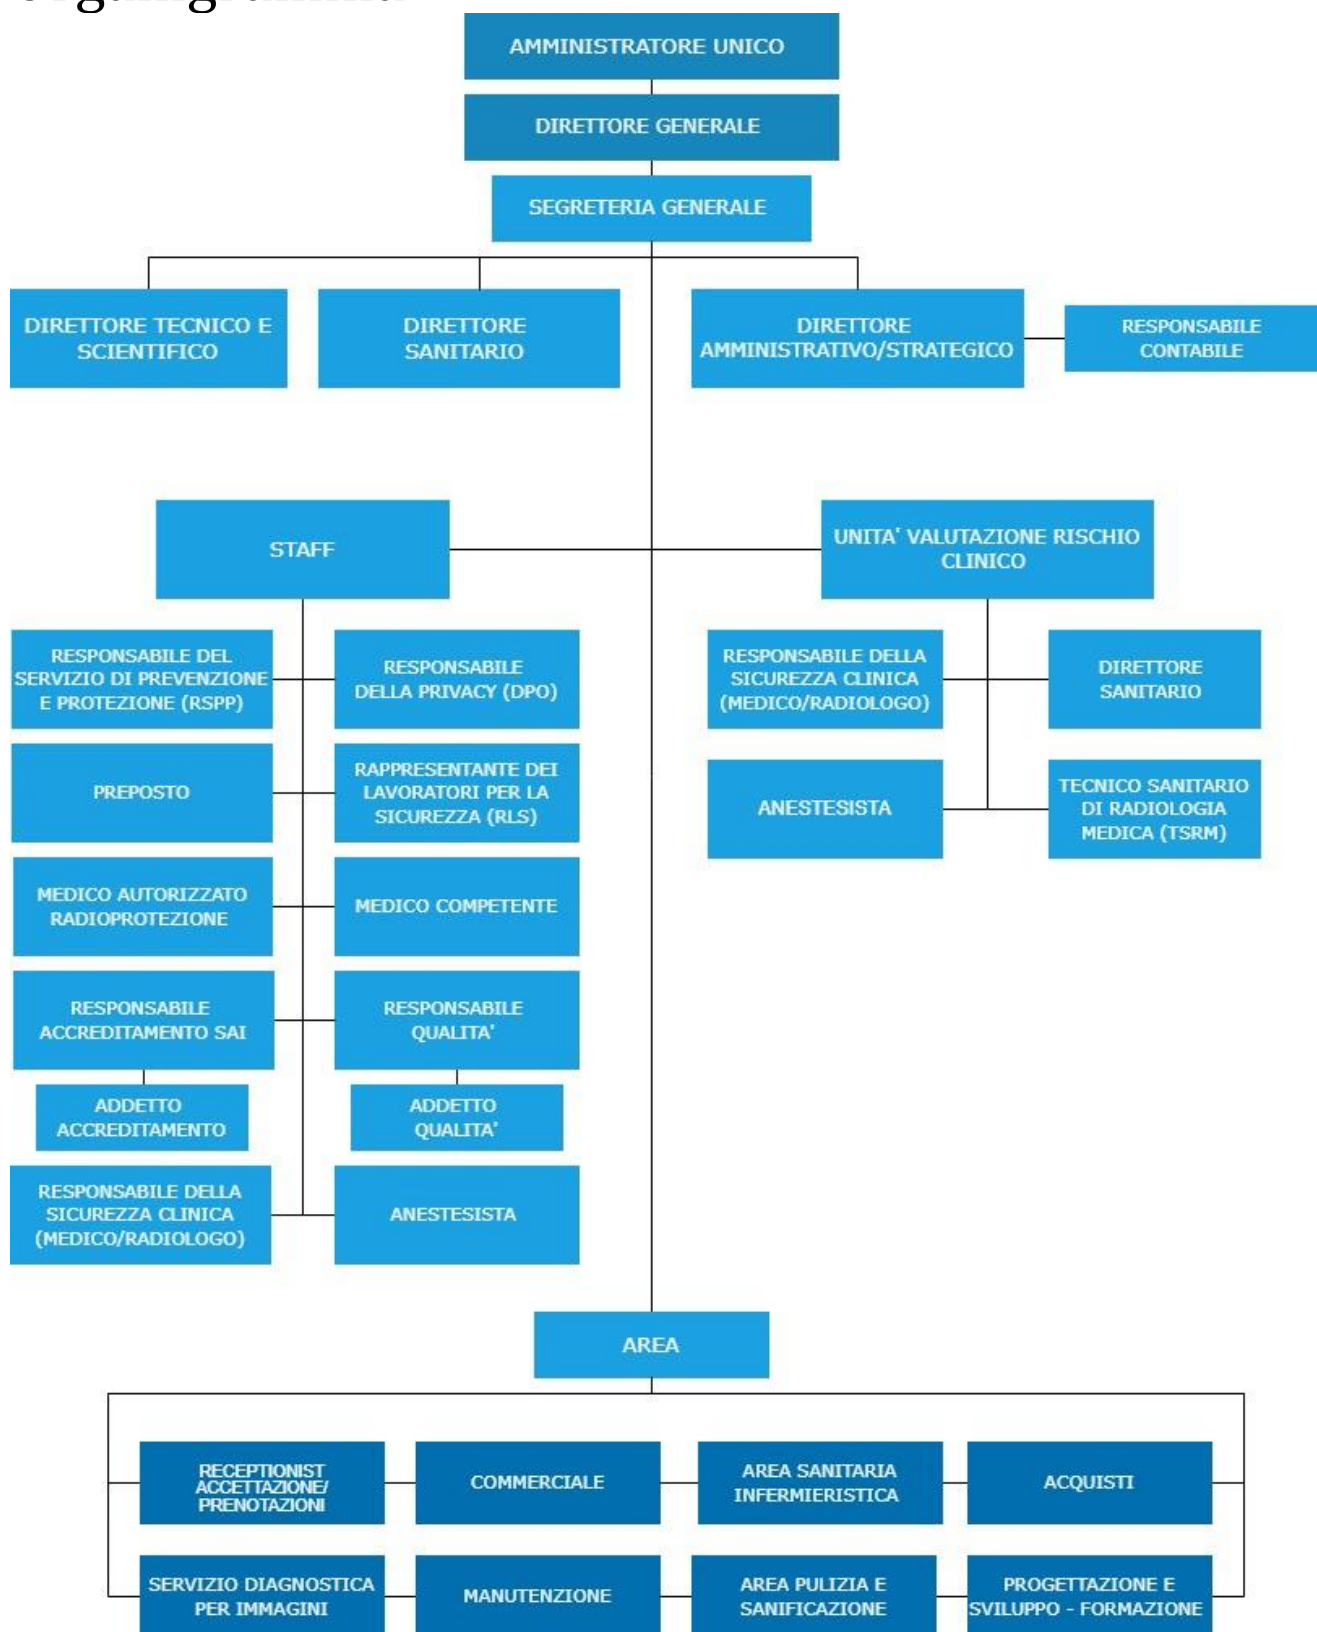 Organigramma
AMMINISTRATORE UNICO
DIRETTORE GENERALE
SEGRETERIA GENERALE
DIRETTORE TECNICO E
SCIENTIFICO
DIRETTORE
SANITARIO
DIRETTORE
AMMINISTRATIVO/STRATEGICO
RESPONSABILE
CONTABILE
STAFF
UNITA' VALUTAZIONE RISCHIO
CLINICO
RESPONSABILE DEL
SERVIZIO DI PREVENZIONE
E PROTEZIONE (RSPP)
RESPONSABILE
DELLA PRIVACY (DPO)
RESPONSABILE DELLA
SICUREZZA CLINICA
(MEDICO/RADIOLOGO)
DIRETTORE
SANITARIO
PREPOSTO
RAPPRESENTANTE DEI
LAVORATORI PER LA
SICUREZZA (RLS)
ANESTESISTA
TECNICO SANITARIO
DI RADIOLOGIA
MEDICA (TSRM)
MEDICO AUTORIZZATO
RADIOPROTEZIONE
MEDICO COMPETENTE
RESPONSABILE
ACCREDITAMENTO SAI
RESPONSABILE
QUALITA'
ADDETTO
ACCREDITAMENTO
ADDETTO
QUALITA'
RESPONSABILE DELLA
SICUREZZA CLINICA
(MEDICO/RADIOLOGO)
ANESTESISTA
AREA
RECEPTIONIST
ACCETTAZIONE/
PRENOTAZIONI
COMMERCIALE
AREA SANITARIA
INFERMIERISTICA
ACQUISTI
SERVIZIO DIAGNOSTICA
PER IMMAGINI
MANUTENZIONE
AREA PULIZIA E
SANIFICAZIONE
PROGETTAZIONE E
SVILUPPO - FORMAZIONE